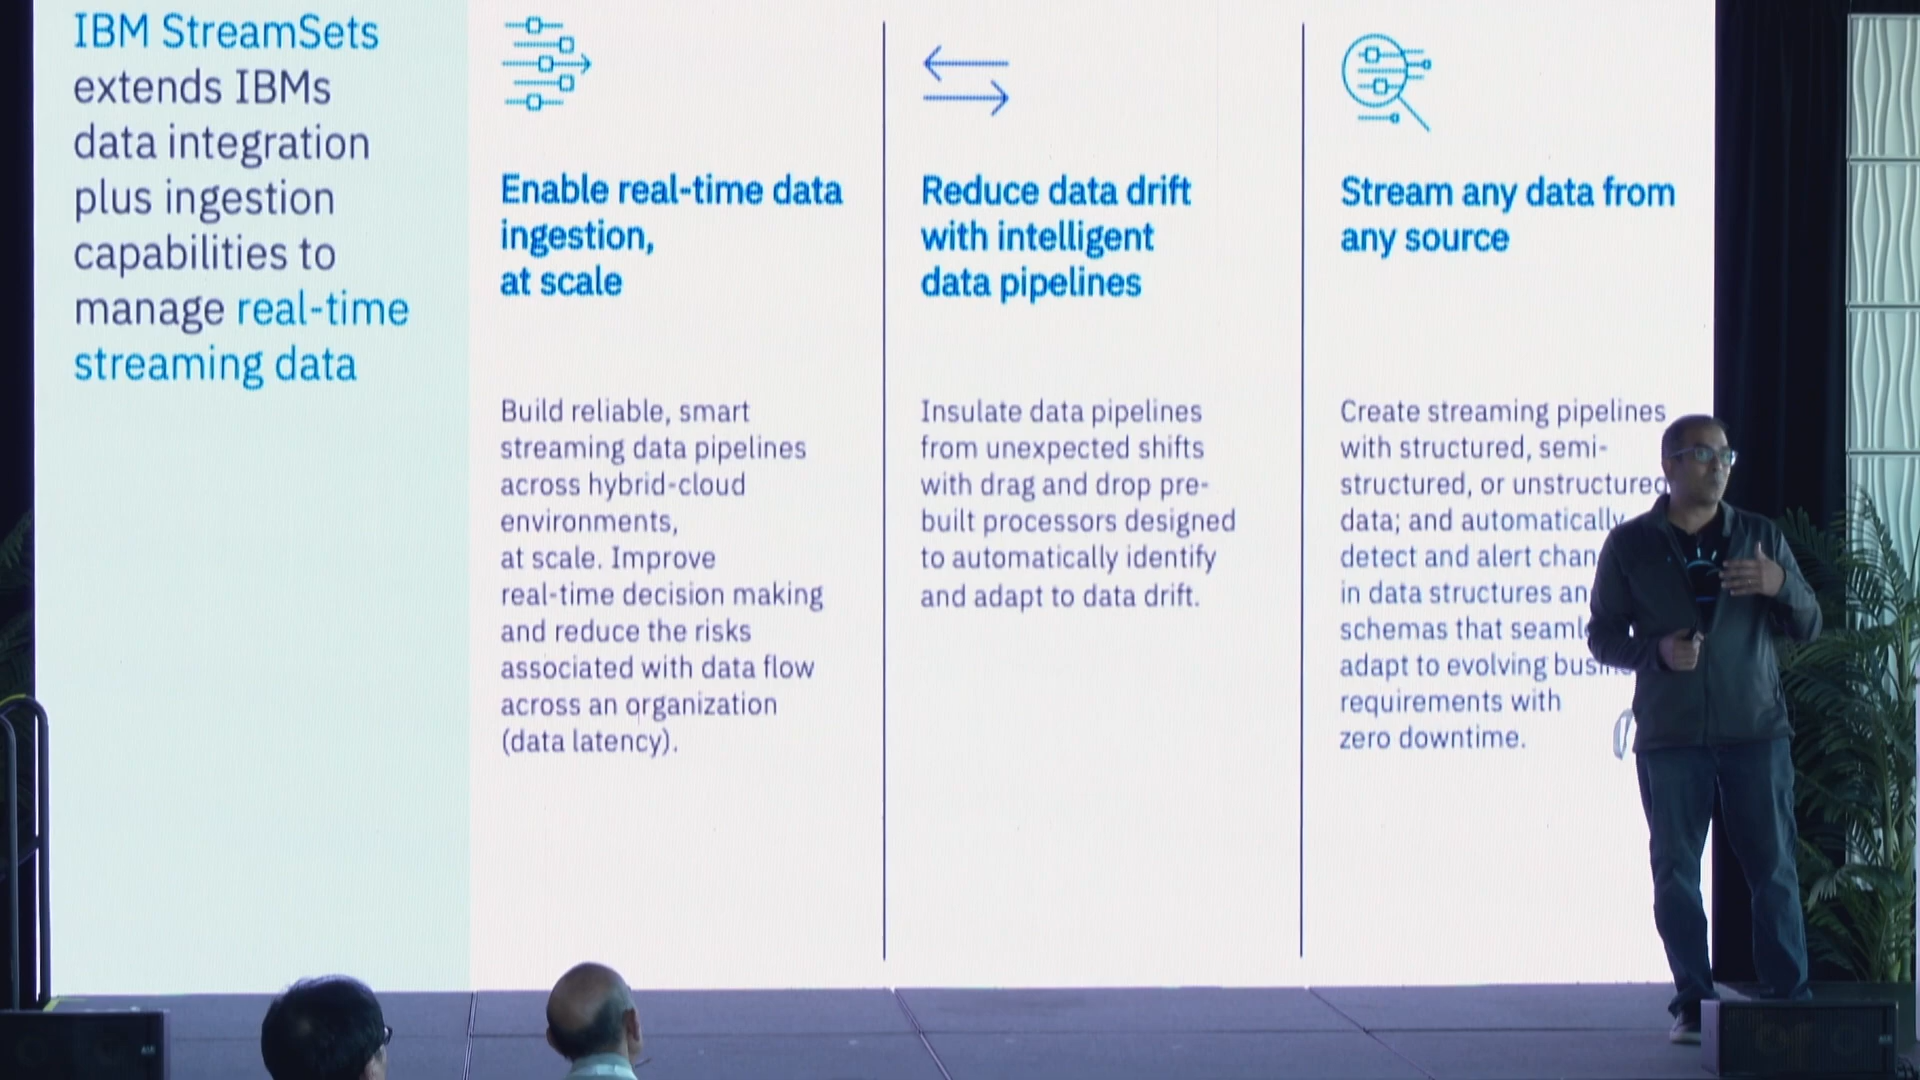 IBM StreamSets
extends IBMs
data integration
plus ingestion
capabilities to
manage real-time
streaming data
Enable real-time data
ingestion,
at scale
Build reliable, smart
streaming data pipelines
across hybrid-cloud
environments,
at scale. Improve
real-time decision making
and reduce the risks
associated with data flow
across an organization
(data latency).
Reduce data drift
with intelligent
data pipelines
Insulate data pipelines
from unexpected shifts
with drag and drop pre-
built processors designed
to automatically identify
and adapt to data drift.
Stream any data from
any source
Create streaming pipelines
with structured, semi-
structured, or unstructured
data; and automatically
detect and alert
in data structures
schemas that
adapt to evolving
requirements with
zero downtime.